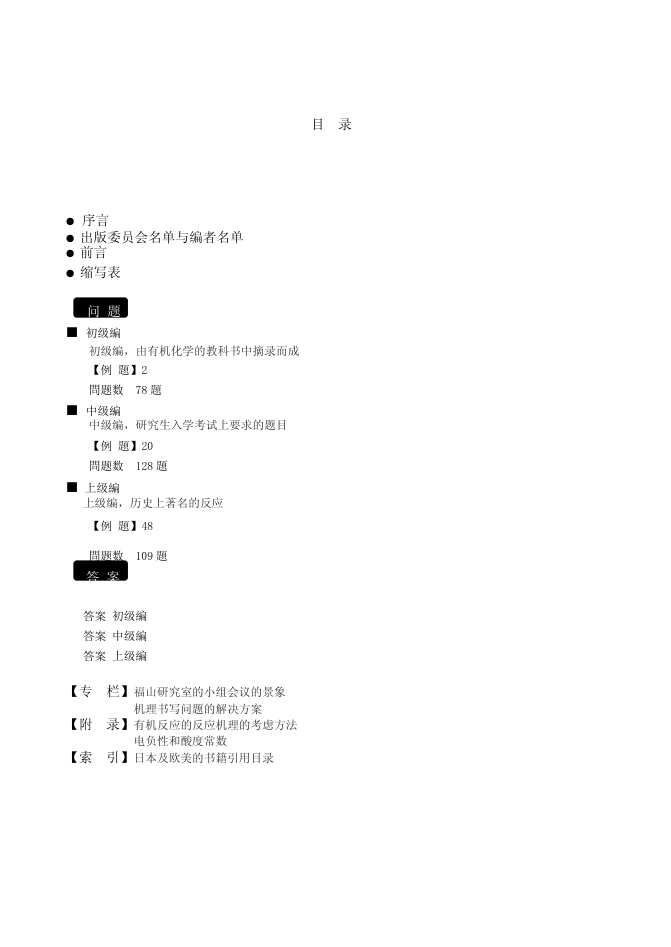 目 录
● 序言
● 出版委员会名单与编者名单
● 前言
● 缩写表
问 题
■ 初级编
初级编，由有机化学的教科书中摘录而成
【例 题】2
問题数 78 题
■ 中级编
中级编，研究生入学考试上要求的题目
【例 题】20
問题数 128 题
■ 上级编
上级编，历史上著名的反应
【例 题】48
問题数 109 题
答 案
答案 初级編
答案 中级編
答案 上级編
【专 栏】福山研究室的小组会议的景象
机理书写问题的解决方案
【附 录】有机反应的反应机理的考虑方法
电负性和酸度常数
【索 引】日本及欧美的书籍引用目录